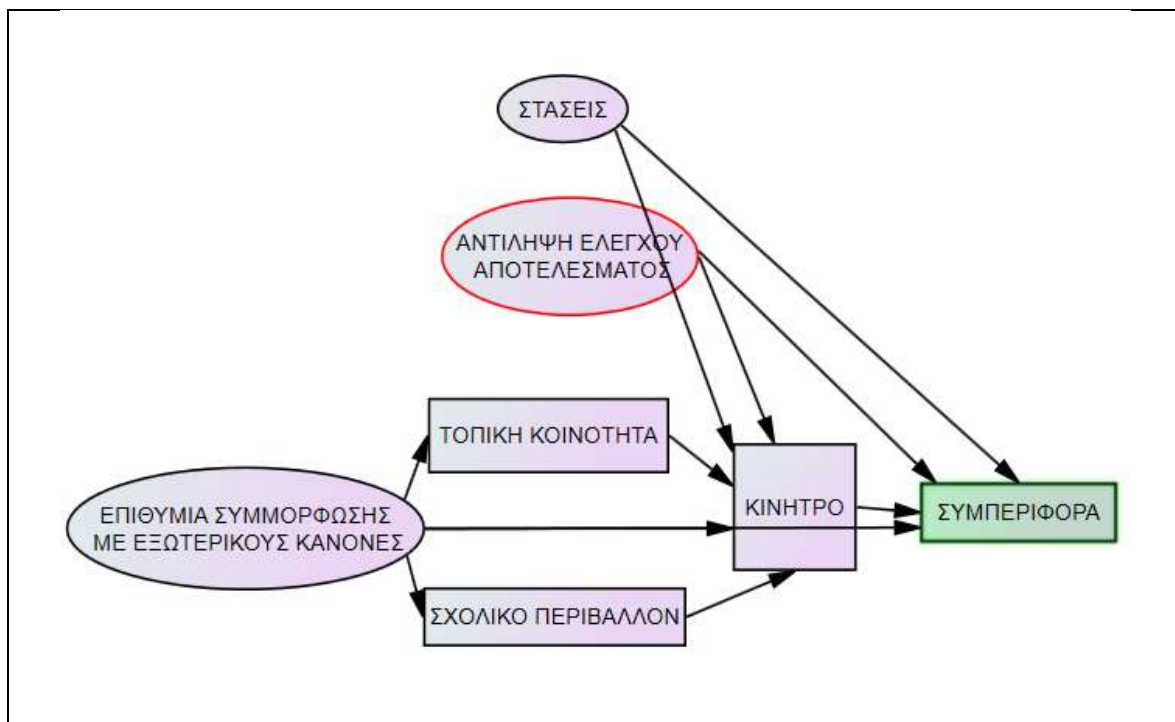 ΣΤΑΣΕΙΣ
ΑΝΤΙΛΗΨΗ ΕΛΕΓΧΟΥ
ΑΠΟΤΕΛΕΣΜΑΤΟΣ
ΤΟΠΙΚΗ ΚΟΙΝΟΤΗΤΑ
ΕΠΙΘΥΜΙΑ ΣΥΜΜΟΡΦΩΣΗΣ
ΜΕ ΕΞΩΤΕΡΙΚΟΥΣ ΚΑΝΟΝΕΣ
ΚΙΝΗΤΡΟ
ΣΥΜΠΕΡΙΦΟΡΑ
ΣΧΟΛΙΚΟ ΠΕΡΙΒΑΛΛΟΝ